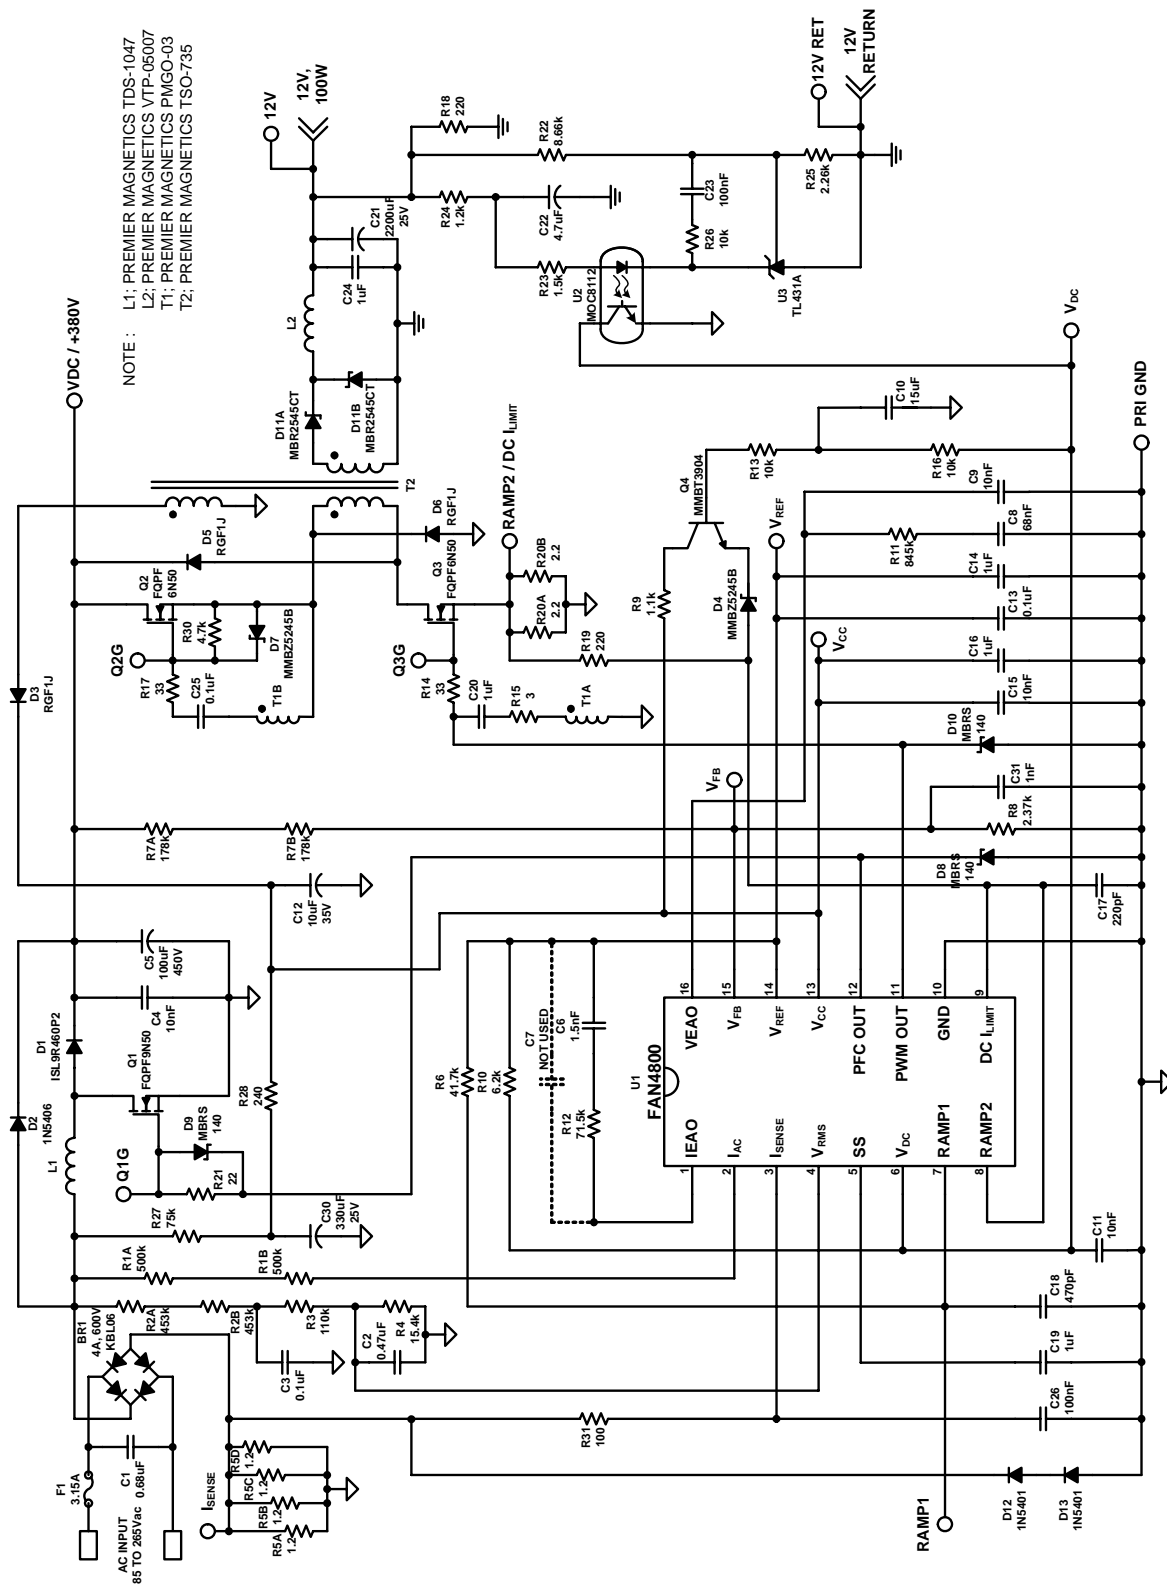 NOTE : L1; PREMIER MAGNETICS TDS-1047
L2; PREMIER MAGNETICS VTP-05007
T1; PREMIER MAGNETICS PMGO-03
T2; PREMIER MAGNETICS TSO-735
AC INPUT
85 TO 265Vac
F1
3.15A
C1
0.68uF
BR1
4A, 600V
KBL06
L1
D2
1N5406
D1
ISL9R460P2
Q1G
Q1
FQPF9N50
D9
MBRS
140
R21
22
R27
75k
R1A
500k
R1B
500k
R2A
453k
R2B
453k
R3
110k
R4
15.4k
C3
0.1uF
C2
0.47uF
C30
330uF
25V
R28
240
C4
10nF
C5
100uF
450V
C12
10uF
35V
R7A
178k
R7B
178k
D3
RGF1J
VDC / +380V
Q2G
R17
33
C25
0.1uF
T1B
R30
4.7k
Q2
FQPF
6N50
D7
MMBZ5245B
D5
RGF1J
T2
Q3G
R14
33
C20
1uF
R15
3
T1A
Q3
FQPF6N50
D6
RGF1J
RAMP2 / DC ILIMIT
R20A
2.2
R20B
2.2
R19
220
D11A
MBR2545CT
D11B
MBR2545CT
L2
C24
1uF
C21
2200uF
25V
12V
12V,
100W
R18
220
R24
1.2k
R22
8.66k
C22
4.7uF
R23
1.5k
U2
MOC8112
R26
10k
C23
100nF
U3
TL431A
R25
2.26k
12V RET
12V
RETURN
ISENSE
R5A
1.2
R5B
1.2
R5C
1.2
R5D
1.2
R31
100
R6
41.7k
R10
6.2k
C7
NOT USED
R12
71.5k
C6
1.5nF
U1
FAN4800
1 IEAO
2 IAC
3 ISENSE
4 VRMS
5 SS
6 VDC
7 RAMP1
8 RAMP2
VEAO 16
VFB 15
VREF 14
VCC 13
PFC OUT 12
PWM OUT 11
GND 10
DC ILIMIT 9
VFB
R9
1.1k
Q4
MMBT3904
D4
MMBZ5245B
R13
10k
R16
10k
C10
15uF
VREF
VCC
VDC
PRI GND
RAMP1
D12
1N5401
D13
1N5401
C26
100nF
C19
1uF
C18
470pF
C11
10nF
C17
220pF
D8
MBRS
140
R8
2.37k
C31
1nF
D10
MBRS
140
C15
10nF
C16
1uF
C13
0.1uF
C14
1uF
R11
845k
C8
68nF
C9
10nF